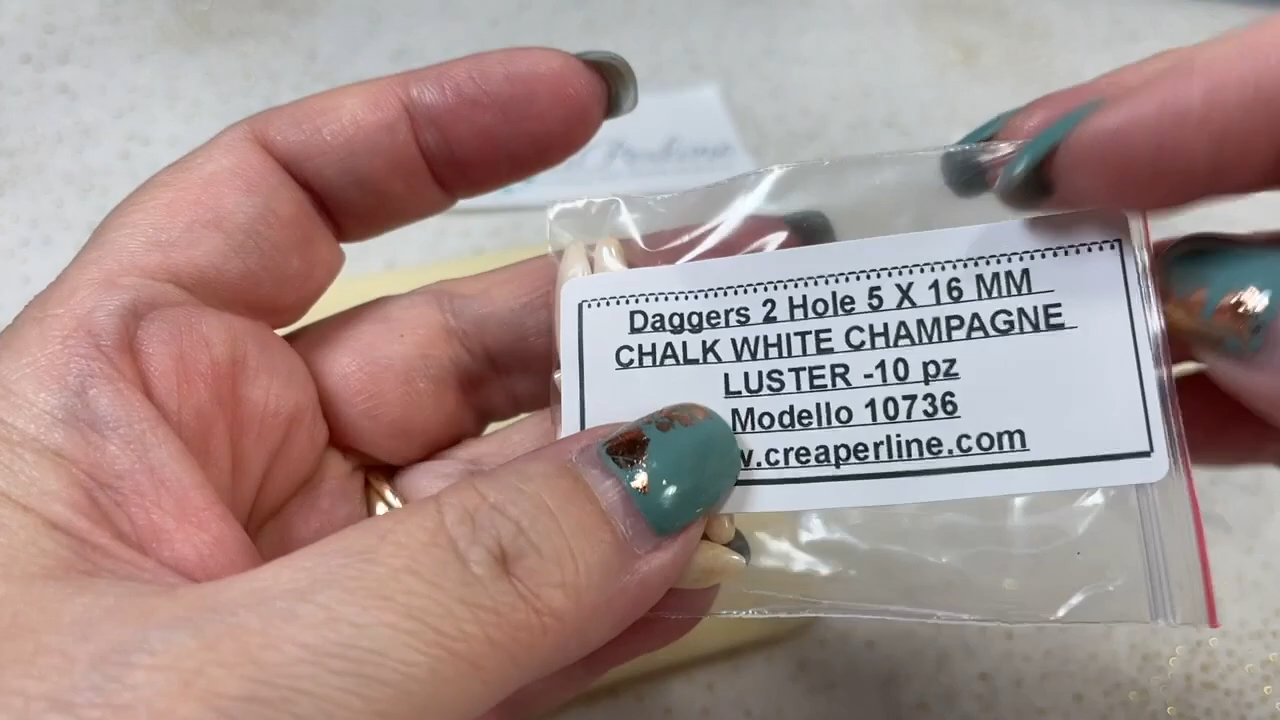 Daggers 2 Hole 5 X 16 MM
CHALK WHITE CHAMPAGNE
LUSTER -10 pz
Modello 10736
.creaperline.com